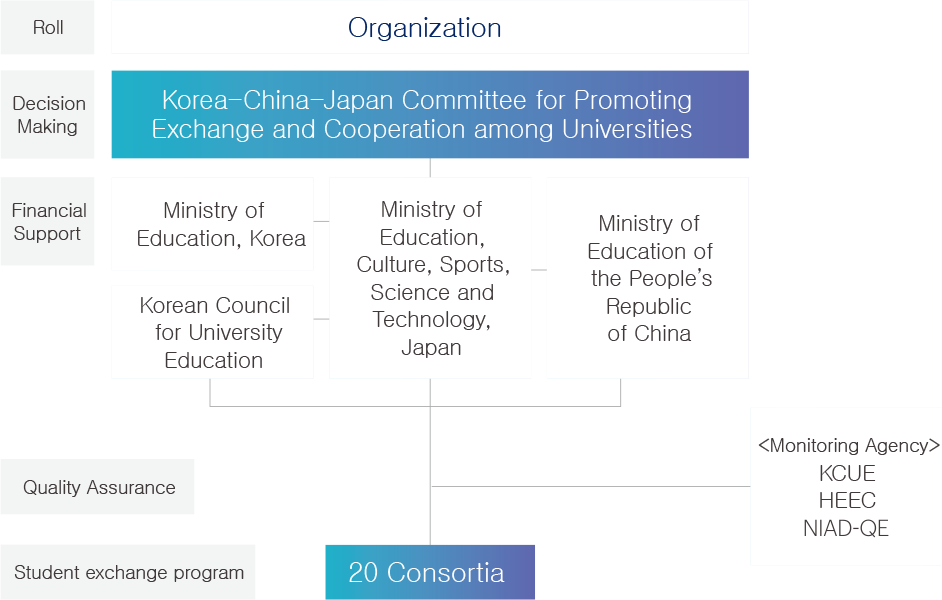 Roll
Organization
Decision
Making
Korea-China-Japan Committee for Promoting
Exchange and Cooperation among Universities
Financial
Support
Ministry of
Education, Korea
Korean Council
for University
Education
Ministry of
Education,
Culture, Sports,
Science and
Technology,
Japan
Ministry of
Education of
the People's
Republic
of China
<Monitoring Agency>
KCUE
HEEC
NIAD-QE
Quality Assurance
Student exchange program
20 Consortia